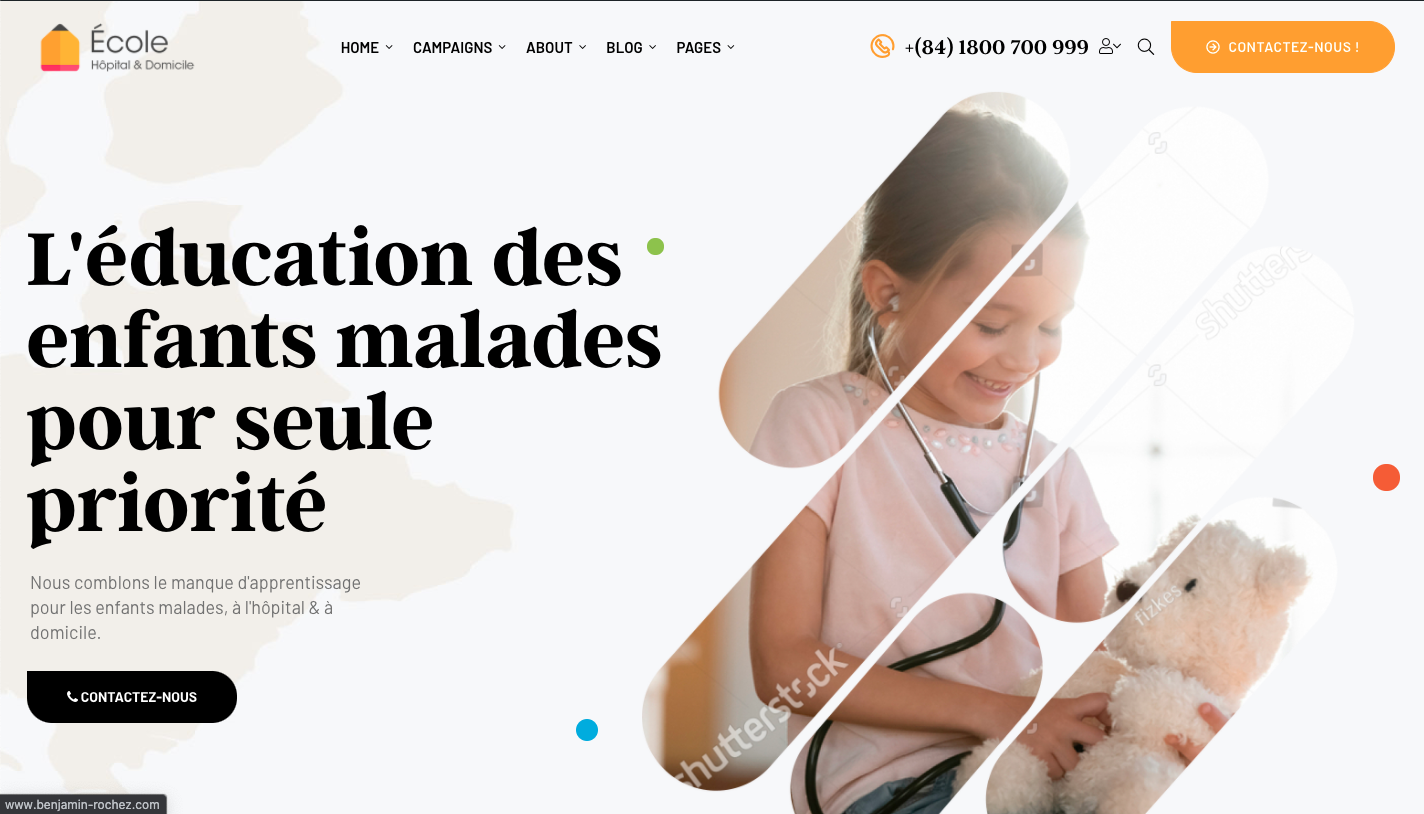 École
Hôpital & Domicile
HOME CAMPAIGNS ABOUT BLOG PAGES
+(84) 1800 700 999
CONTACTEZ-NOUS !
L'éducation des
enfants malades
pour seule
priorité
Nous comblons le manque d'apprentissage
pour les enfants malades, à l'hôpital & à
domicile.
CONTACTEZ-NOUS
shutters
fizkes
shutterstock
www.benjamin-rochez.com